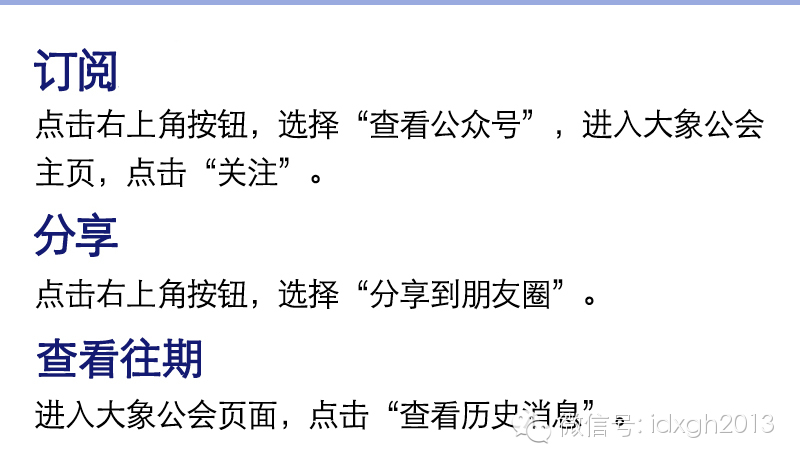 订阅
点击右上角按钮，选择“查看公众号”，进入大象公会
主页，点击“关注”。
分享
点击右上角按钮，选择“分享到朋友圈”。
查看往期
进入大象公会页面，点击“查看历史消息”。
微信号: idxgh2013